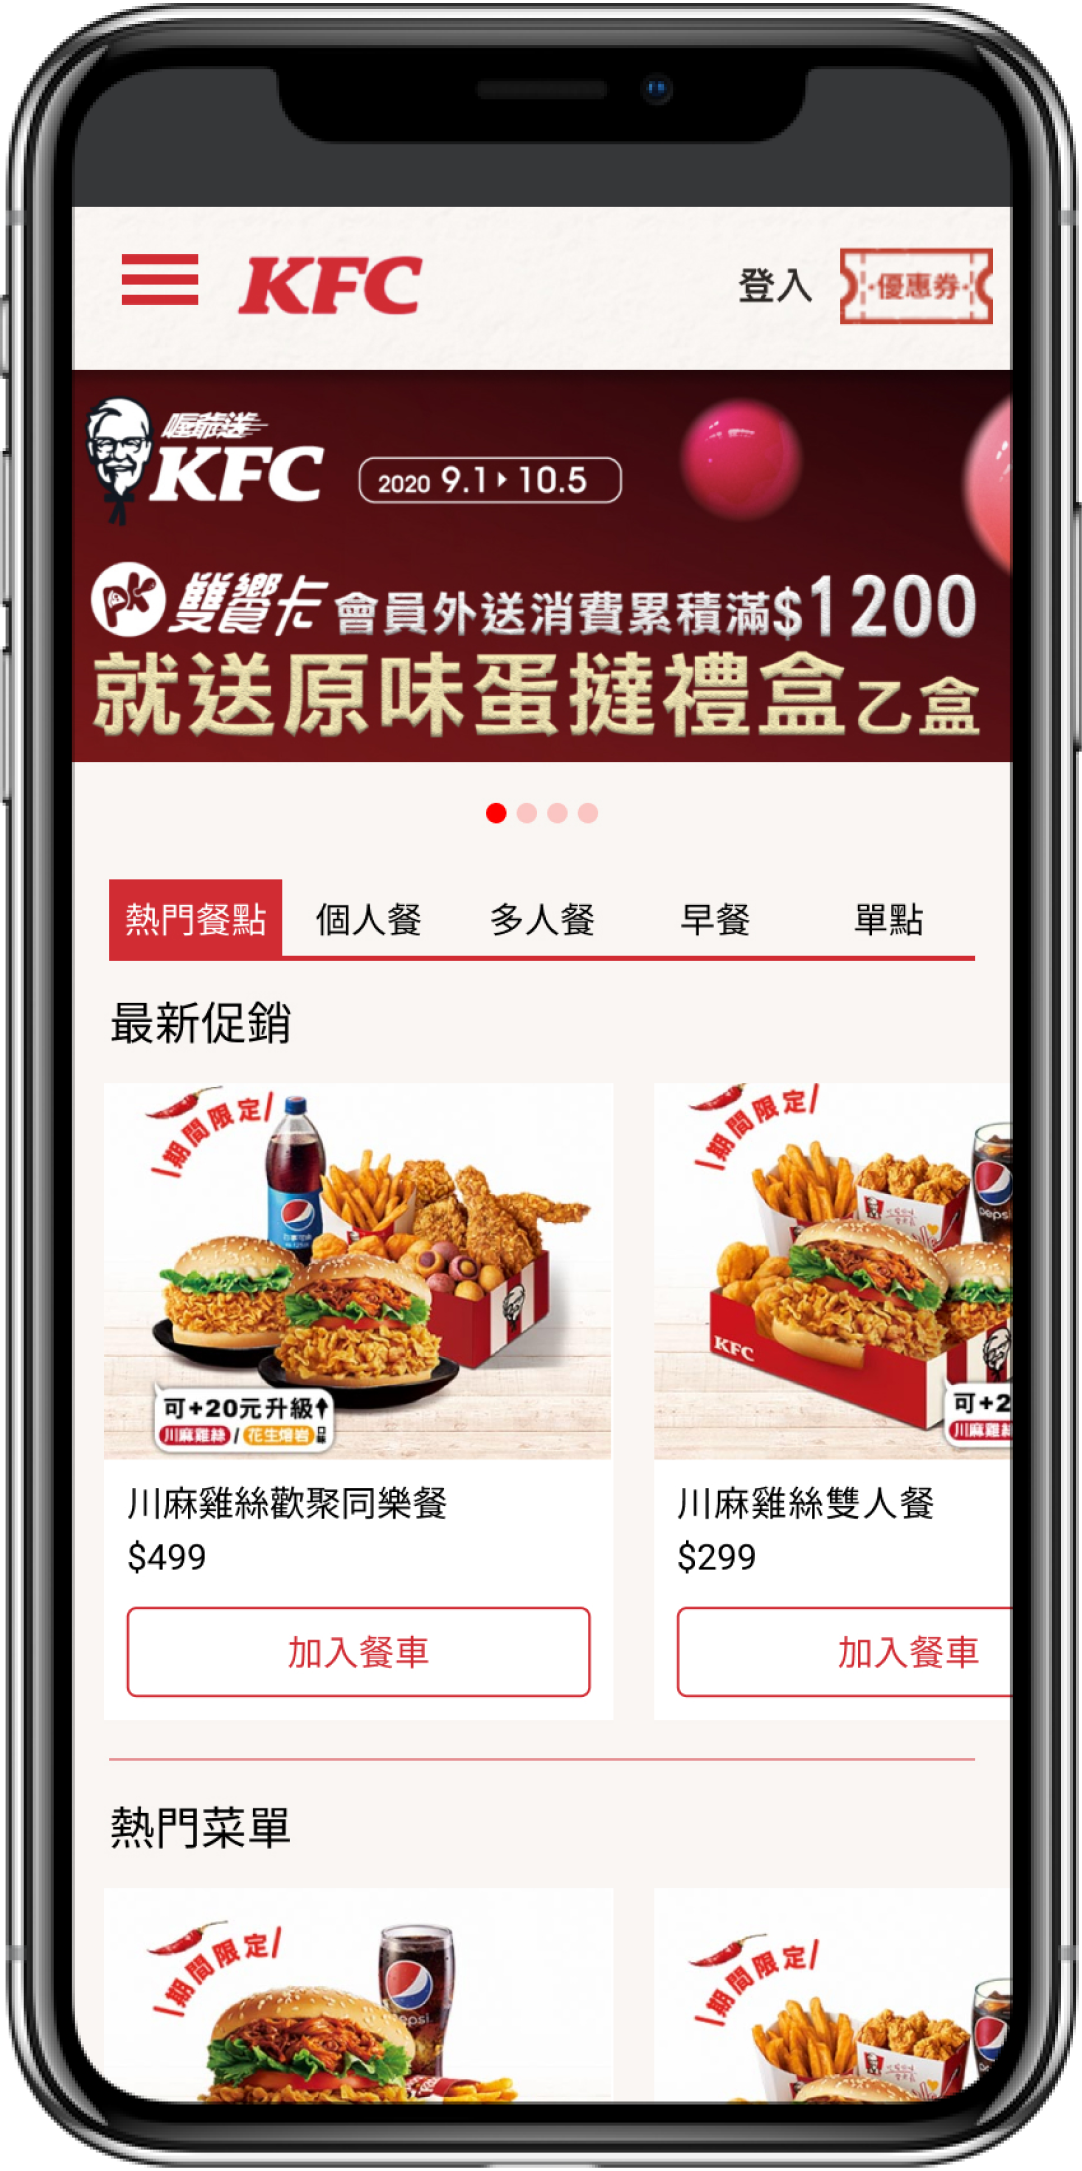 KFC 登入 優惠券
喔爺送
KFC 2020 9.1 10.5
PK 雙饗卡 會員外送消費累積滿$1200
就送原味蛋撻禮盒乙盒
熱門餐點 個人餐 多人餐 早餐 單點
最新促銷
期間限定 期間限定
pepsi
KFC
可+20元升級 可+2
川麻雞絲 / 花生熔岩 口味 川麻雞絲
川麻雞絲歡聚同樂餐 川麻雞絲雙人餐
$499 $299
加入餐車 加入餐車
熱門菜單
期間限定 期間限定
pepsi